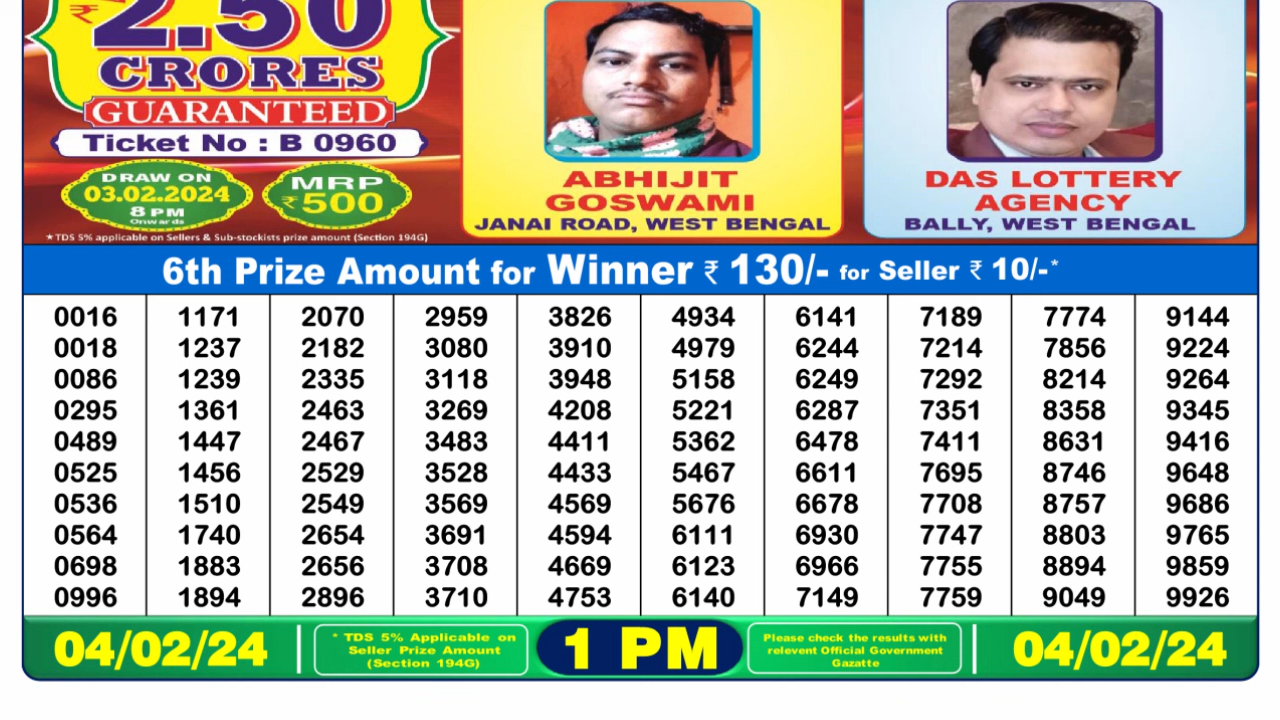 ₹ 2.50
CRORES
GUARANTEED
Ticket No : B 0960
DRAW ON
03.02.2024
8 PM
Onwards
MRP
₹500
★TDS 5% applicable on Sellers & Sub-stockists prize amount (Section 194G)
ABHIJIT
GOSWAMI
JANAI ROAD, WEST BENGAL
DAS LOTTERY
AGENCY
BALLY, WEST BENGAL
6th Prize Amount for Winner ₹ 130/- for Seller ₹ 10/-*
0016 1171 2070 2959 3826 4934 6141 7189 7774 9144
0018 1237 2182 3080 3910 4979 6244 7214 7856 9224
0086 1239 2335 3118 3948 5158 6249 7292 8214 9264
0295 1361 2463 3269 4208 5221 6287 7351 8358 9345
0489 1447 2467 3483 4411 5362 6478 7411 8631 9416
0525 1456 2529 3528 4433 5467 6611 7695 8746 9648
0536 1510 2549 3569 4569 5676 6678 7708 8757 9686
0564 1740 2654 3691 4594 6111 6930 7747 8803 9765
0698 1883 2656 3708 4669 6123 6966 7755 8894 9859
0996 1894 2896 3710 4753 6140 7149 7759 9049 9926
04/02/24
* TDS 5% Applicable on
Seller Prize Amount
(Section 194G)
1 PM
Please check the results with
relevent Official Government
Gazatte
04/02/24